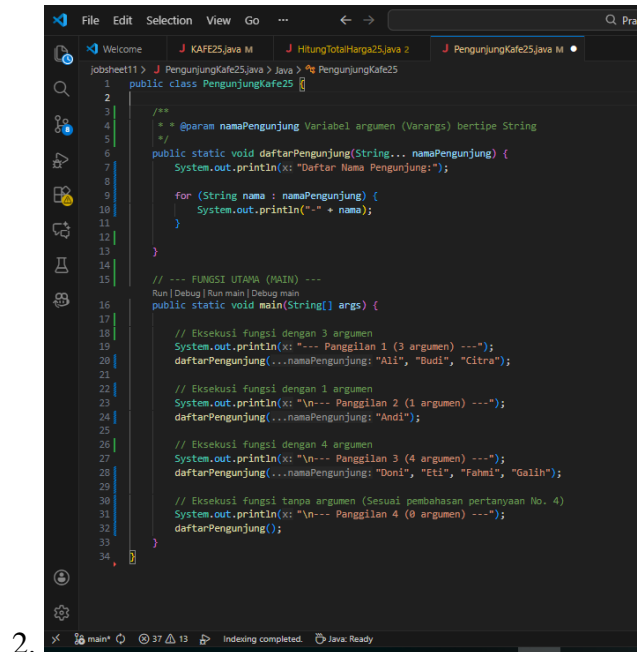 File Edit Selection View Go ··· ← → Pra
Welcome KAFE25.java M HitungTotalHarga25.java 2 PengunjungKafe25.java M ●
jobsheet11 > PengunjungKafe25.java > Java > PengunjungKafe25
1 public class PengunjungKafe25 {
2
3 /**
4 * * @param namaPengunjung Variabel argumen (Varargs) bertipe String
5 */
6 public static void daftarPengunjung(String... namaPengunjung) {
7 System.out.println(x: "Daftar Nama Pengunjung:");
8
9 for (String nama : namaPengunjung) {
10 System.out.println("-" + nama);
11 }
12
13 }
14
15 // --- FUNGSI UTAMA (MAIN) ---
Run | Debug | Run main | Debug main
16 public static void main(String[] args) {
17
18 // Eksekusi fungsi dengan 3 argumen
19 System.out.println(x: "--- Panggilan 1 (3 argumen) ---");
20 daftarPengunjung(...namaPengunjung: "Ali", "Budi", "Citra");
21
22 // Eksekusi fungsi dengan 1 argumen
23 System.out.println(x: "\n--- Panggilan 2 (1 argumen) ---");
24 daftarPengunjung(...namaPengunjung: "Andi");
25
26 // Eksekusi fungsi dengan 4 argumen
27 System.out.println(x: "\n--- Panggilan 3 (4 argumen) ---");
28 daftarPengunjung(...namaPengunjung: "Doni", "Eti", "Fahmi", "Galih");
29
30 // Eksekusi fungsi tanpa argumen (Sesuai pembahasan pertanyaan No. 4)
31 System.out.println(x: "\n--- Panggilan 4 (0 argumen) ---");
32 daftarPengunjung();
33 }
34 }
2.
main* 37 13 Indexing completed. Java: Ready